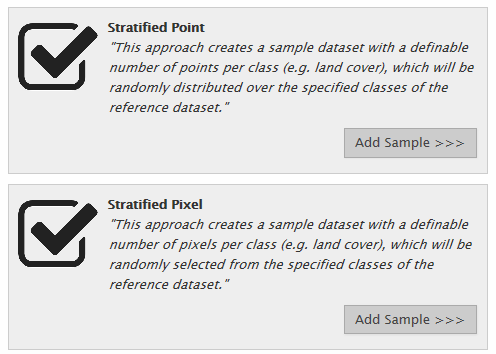 Stratified Point
"This approach creates a sample dataset with a definable
number of points per class (e.g. land cover), which will be
randomly distributed over the specified classes of the
reference dataset."
Add Sample >>>
Stratified Pixel
"This approach creates a sample dataset with a definable
number of pixels per class (e.g. land cover), which will be
randomly selected from the specified classes of the
reference dataset."
Add Sample >>>